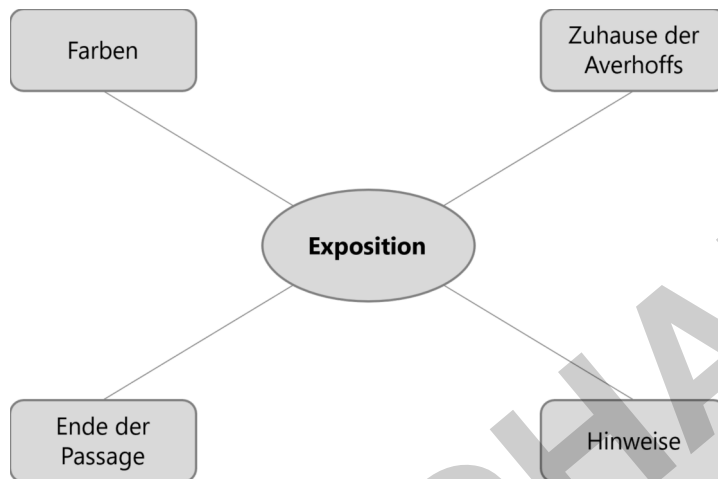 Farben
Zuhause der
Averhoffs
Exposition
Ende der
Passage
Hinweise